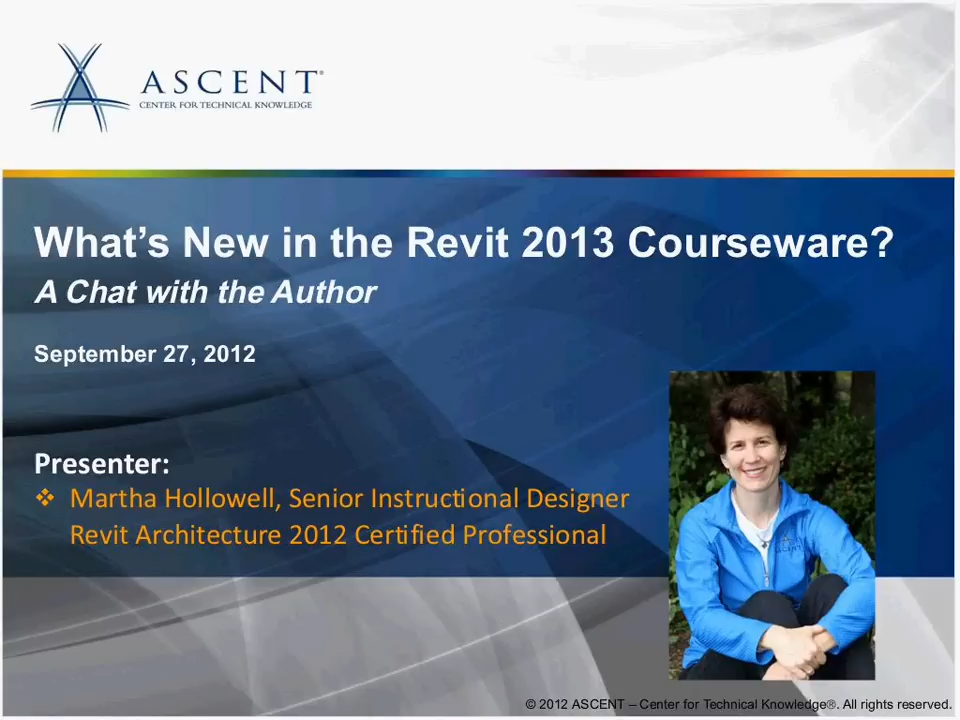 ASCENT®
CENTER FOR TECHNICAL KNOWLEDGE
What's New in the Revit 2013 Courseware?
A Chat with the Author
September 27, 2012
Presenter:
❖ Martha Hollowell, Senior Instructional Designer
Revit Architecture 2012 Certified Professional
ASCENT
© 2012 ASCENT – Center for Technical Knowledge®. All rights reserved.